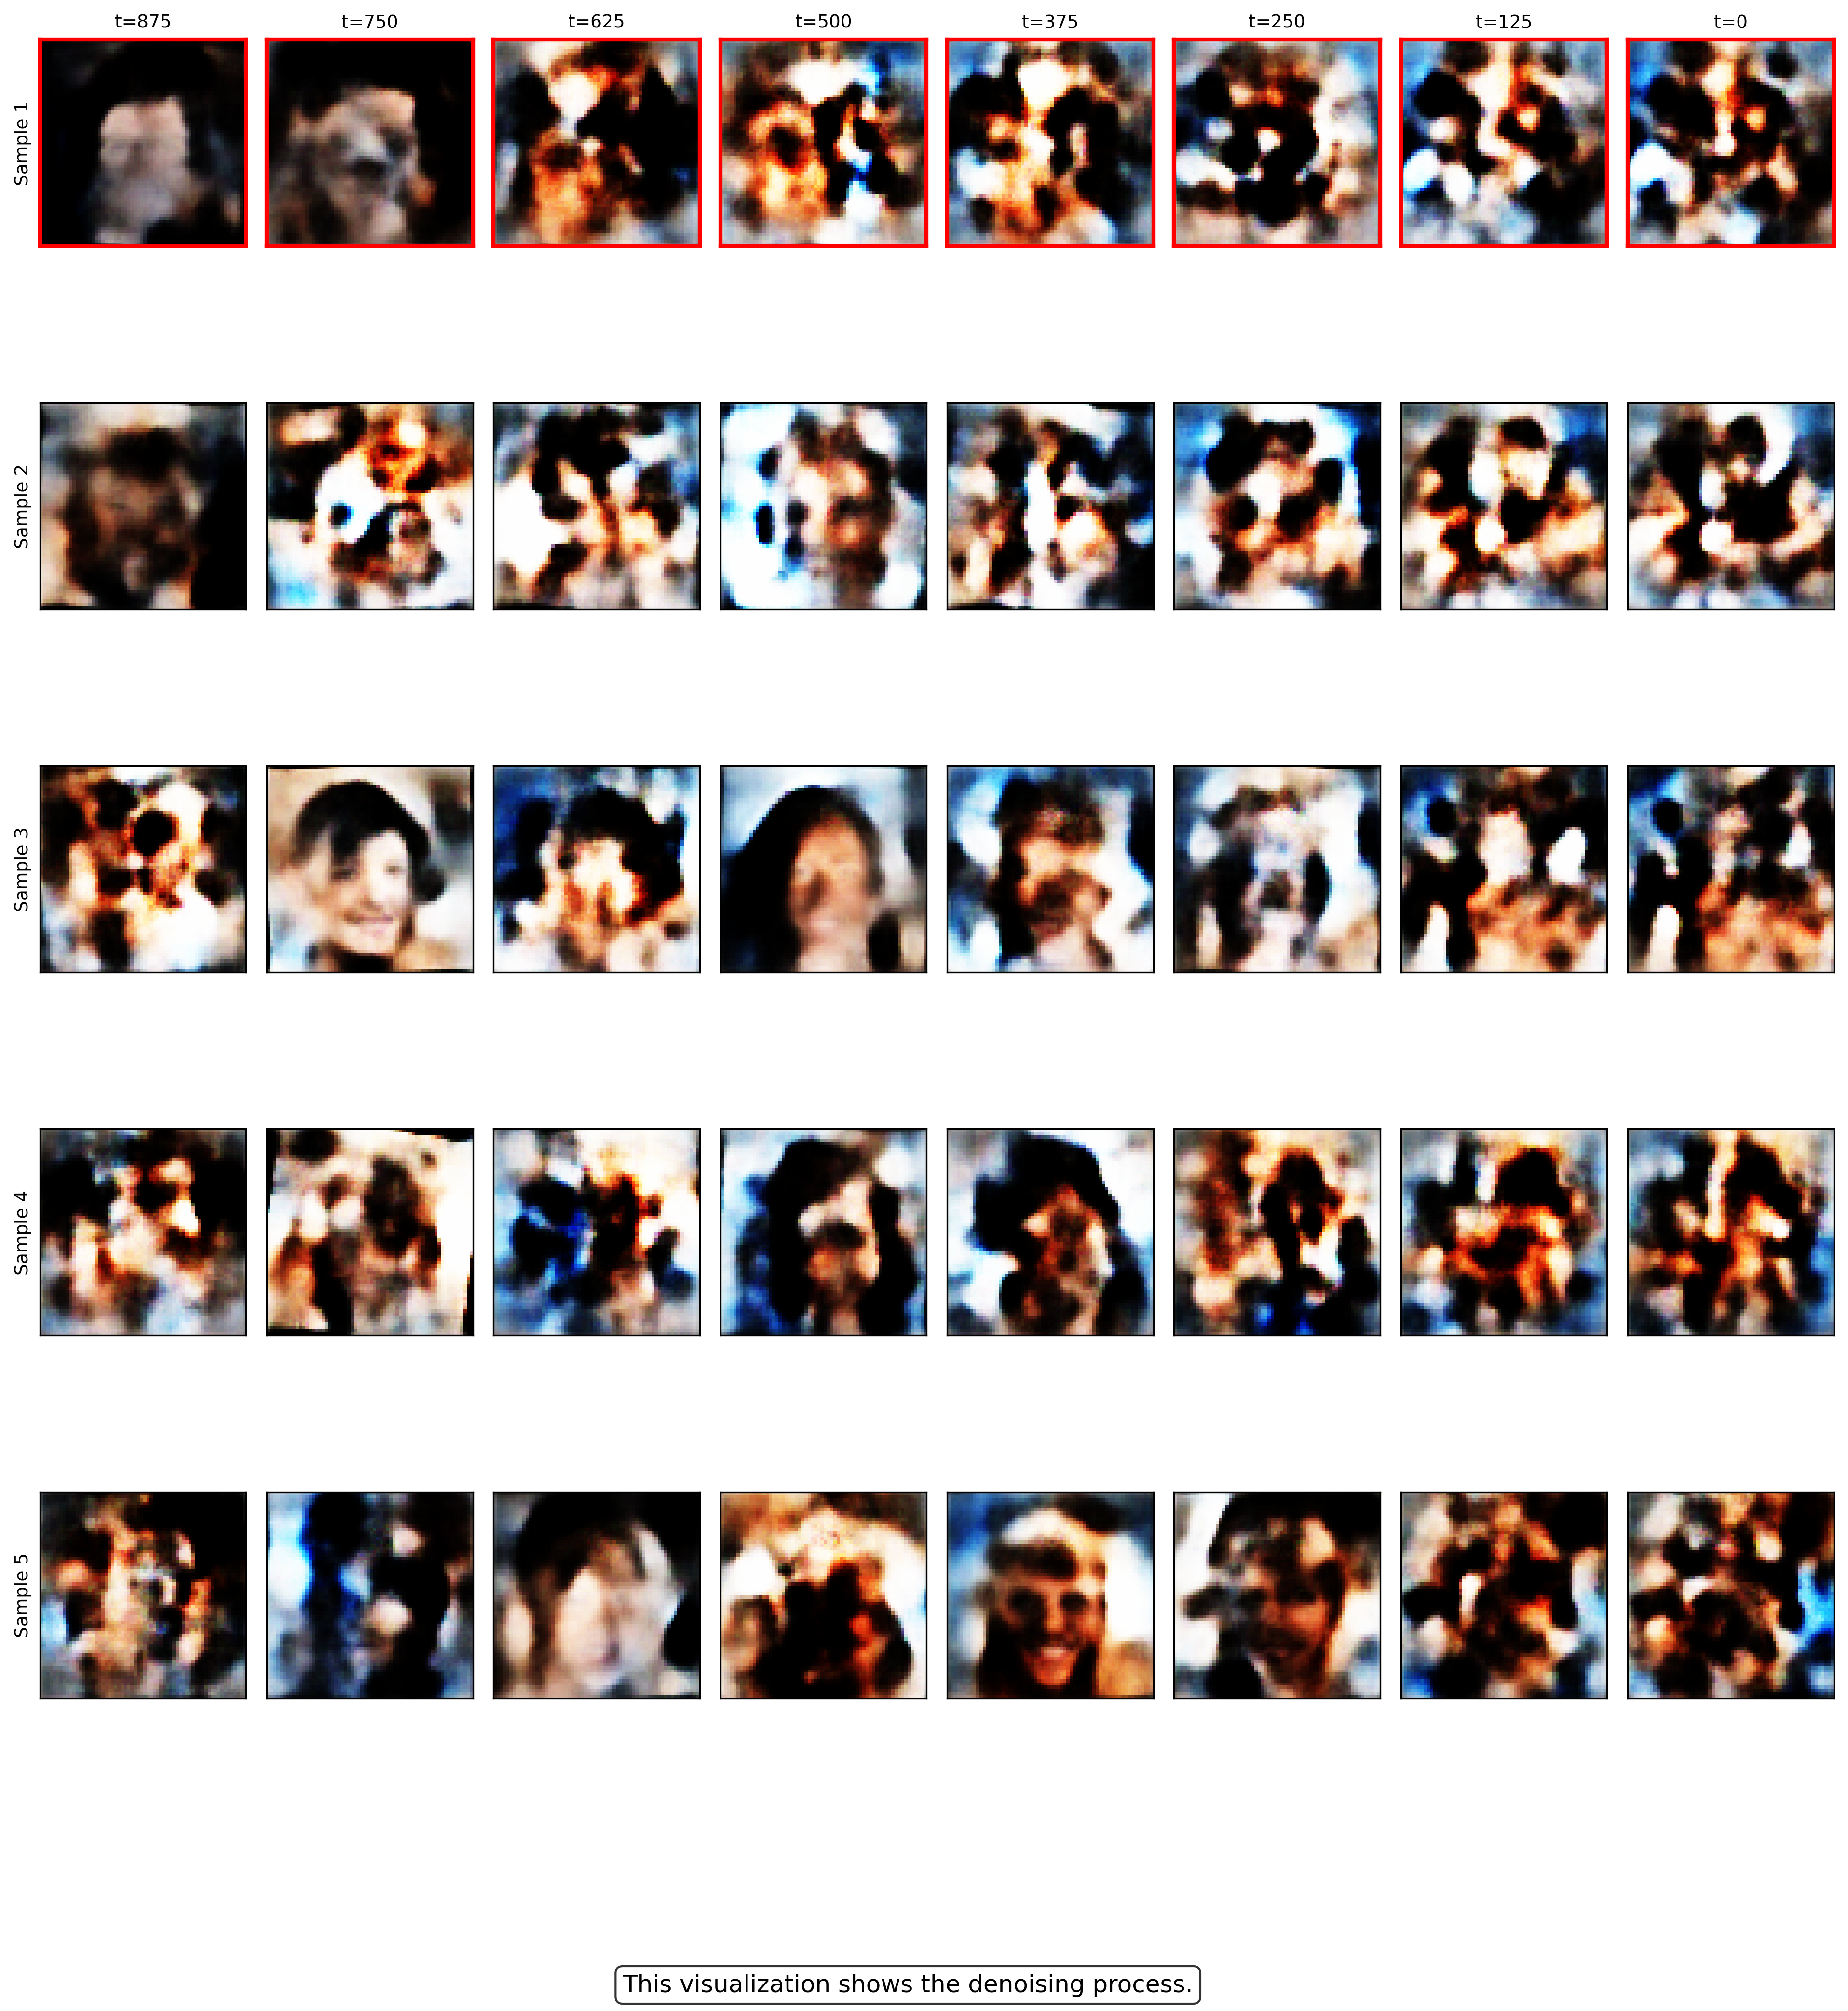 t=875 t=750 t=625 t=500 t=375 t=250 t=125 t=0
Sample 1
Sample 2
Sample 3
Sample 4
Sample 5
This visualization shows the denoising process.